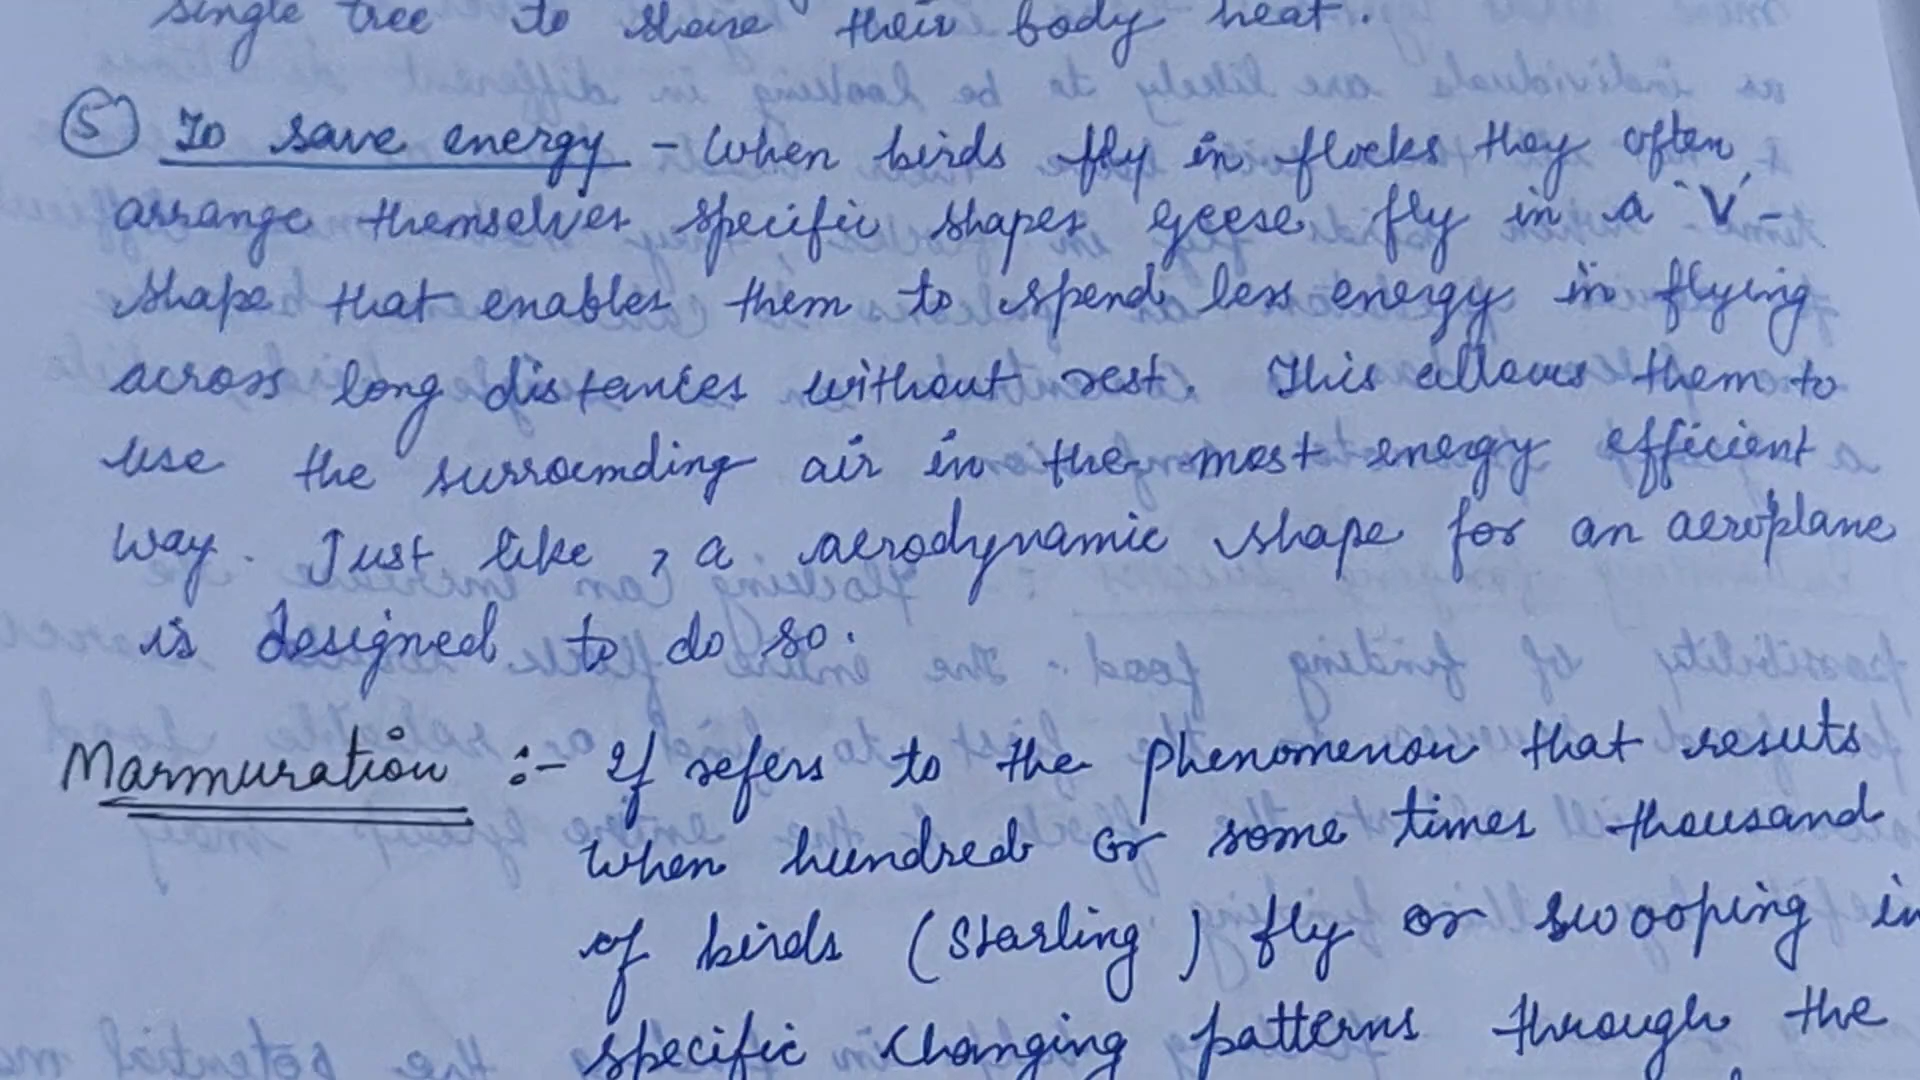 single tree to share their body heat.
⑤ To save energy - When birds fly in flocks they often
arrange themselves specific shapes geese fly in a 'V'-
shape that enables them to spend less energy in flying
across long distances without rest. This allows them to
use the surrounding air in the most energy efficient
way. Just like, a aerodynamic shape for an aeroplane
is designed to do so.
Marmuration :- If refers to the phenomenon that results
when hundred or some times thousand
of birds (Starling) fly or swooping in
specific changing patterns through the